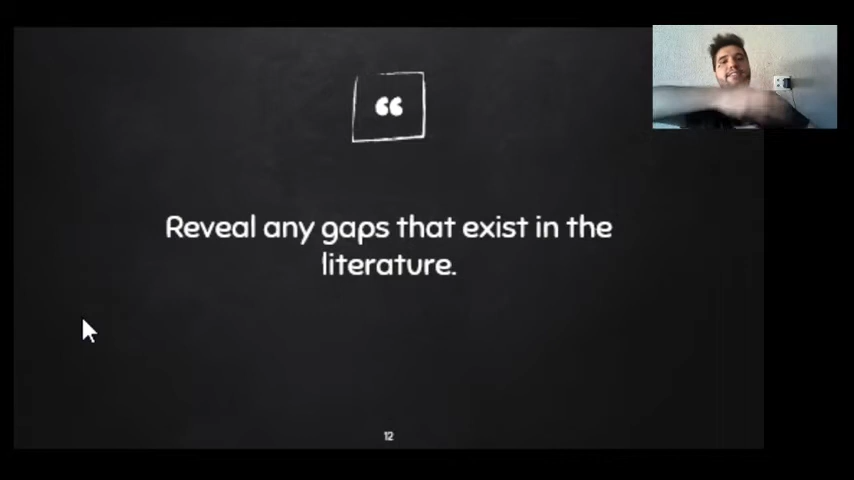 “
Reveal any gaps that exist in the
literature.
12